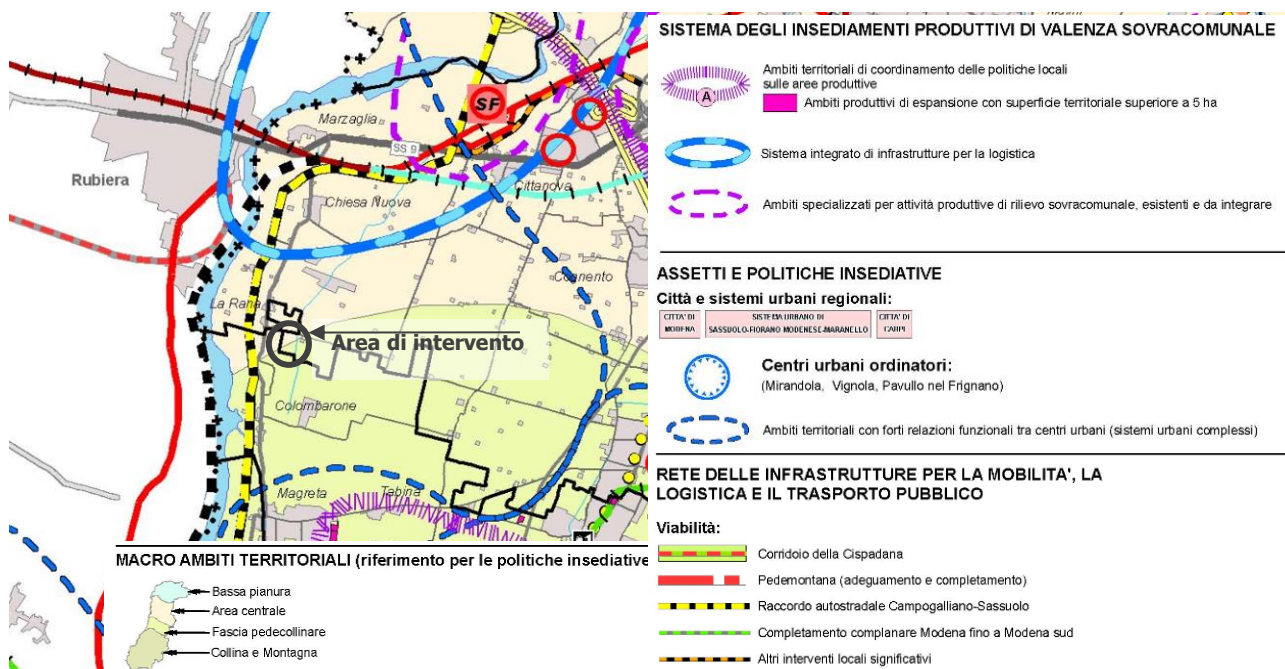 Marzaglia
SF
SS 9
Rubiera
Cittanova
Chiesa Nuova
Cognento
La Rana
Area di intervento
Colombarone
Magreta
Tabina
MACRO AMBITI TERRITORIALI (riferimento per le politiche insediative
Bassa pianura
Area centrale
Fascia pedecollinare
Collina e Montagna
SISTEMA DEGLI INSEDIAMENTI PRODUTTIVI DI VALENZA SOVRACOMUNALE
Ambiti territoriali di coordinamento delle politiche locali
sulle aree produttive
A
Ambiti produttivi di espansione con superficie territoriale superiore a 5 ha
Sistema integrato di infrastrutture per la logistica
Ambiti specializzati per attività produttive di rilievo sovracomunale, esistenti e da integrare
ASSETTI E POLITICHE INSEDIATIVE
Città e sistemi urbani regionali:
CITTA' DI
MODENA
SISTEMA URBANO DI
SASSUOLO-FIORANO MODENESE-MARANELLO
CITTA' DI
CARPI
Centri urbani ordinatori:
(Mirandola, Vignola, Pavullo nel Frignano)
Ambiti territoriali con forti relazioni funzionali tra centri urbani (sistemi urbani complessi)
RETE DELLE INFRASTRUTTURE PER LA MOBILITA', LA
LOGISTICA E IL TRASPORTO PUBBLICO
Viabilità:
Corridoio della Cispadana
Pedemontana (adeguamento e completamento)
Raccordo autostradale Campogalliano-Sassuolo
Completamento complanare Modena fino a Modena sud
Altri interventi locali significativi